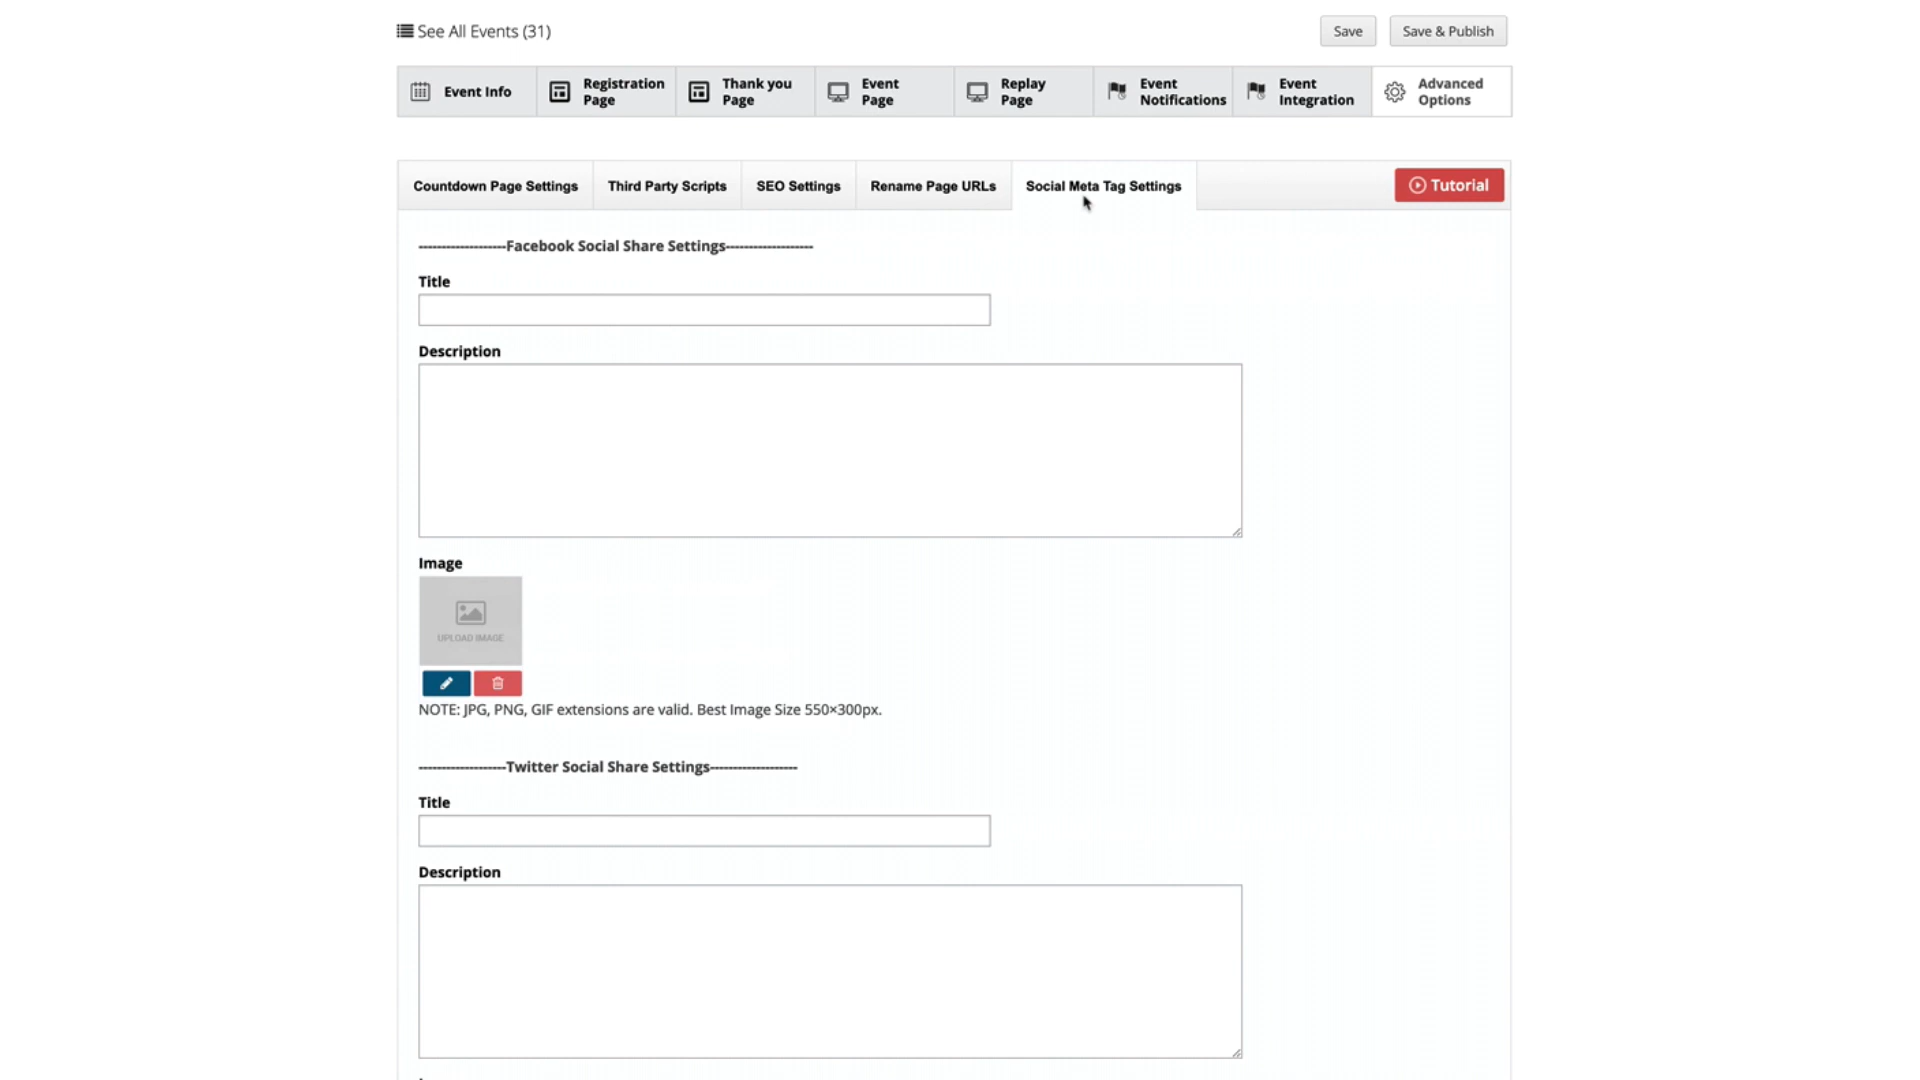 See All Events (31)
Save
Save & Publish
Event Info
Registration
Page
Thank you
Page
Event
Page
Replay
Page
Event
Notifications
Event
Integration
Advanced
Options
Countdown Page Settings
Third Party Scripts
SEO Settings
Rename Page URLs
Social Meta Tag Settings
Tutorial
-------------------Facebook Social Share Settings-------------------
Title
Description
Image
UPLOAD IMAGE
NOTE: JPG, PNG, GIF extensions are valid. Best Image Size 550×300px.
-------------------Twitter Social Share Settings-------------------
Title
Description